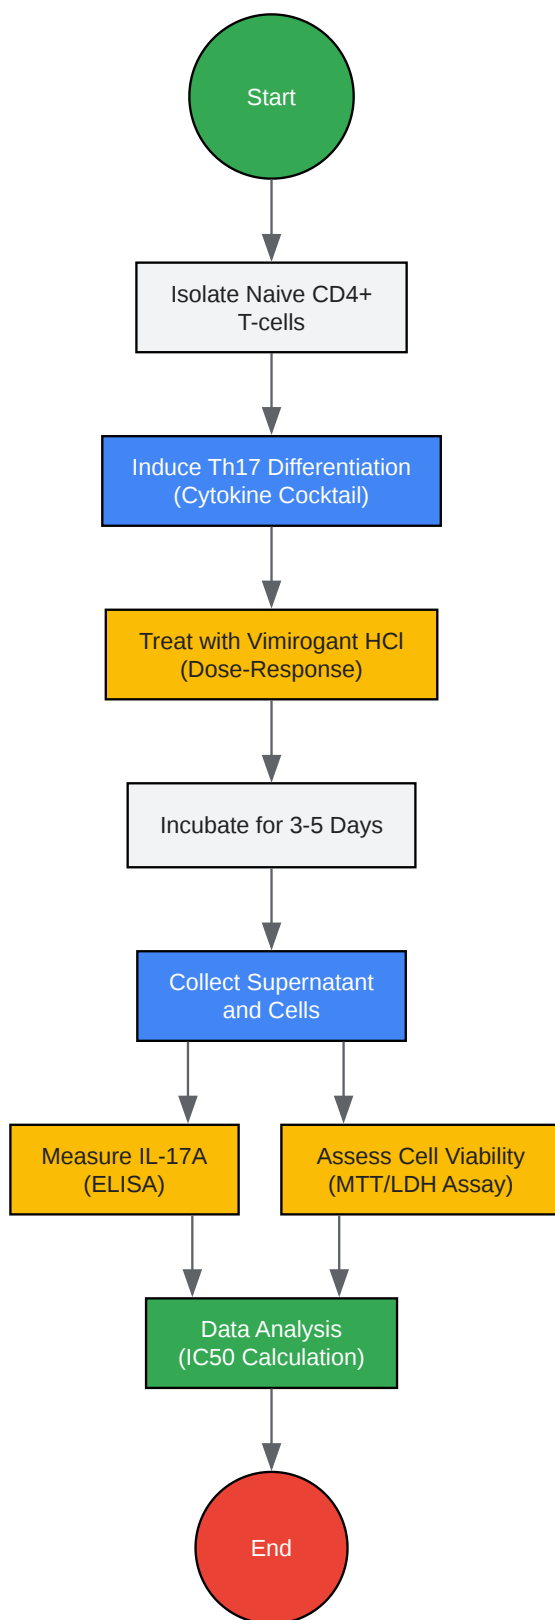 Start
Isolate Naive CD4+
T-cells
Induce Th17 Differentiation
(Cytokine Cocktail)
Treat with Vimirogant HCl
(Dose-Response)
Incubate for 3-5 Days
Collect Supernatant
and Cells
Measure IL-17A
(ELISA)
Assess Cell Viability
(MTT/LDH Assay)
Data Analysis
(IC50 Calculation)
End